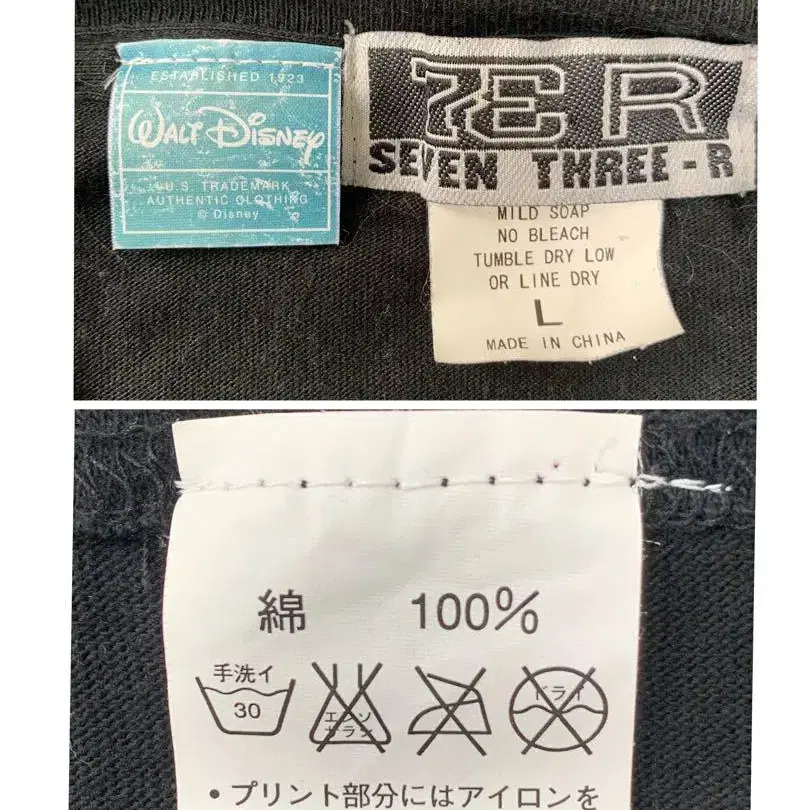 ESTABLISHED 1923
WALT DISNEY
U.S TRADEMARK
AUTHENTIC CLOTHING
© Disney
73 R
SEVEN THREE-R
MILD SOAP
NO BLEACH
TUMBLE DRY LOW
OR LINE DRY
L
MADE IN CHINA
綿 100%
手洗イ
30
エンソ
サラシ
ドライ
・プリント部分にはアイロンを